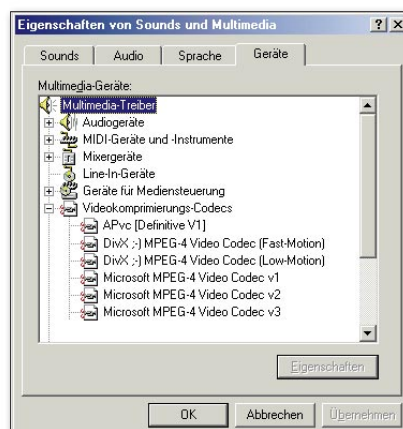 Eigenschaften von Sounds und Multimedia
Sounds Audio Sprache Geräte
Multimedia-Geräte:
Multimedia-Treiber
Audiogeräte
MIDI-Geräte und -Instrumente
Mixergeräte
Line-In-Geräte
Geräte für Mediensteuerung
Videokomprimierungs-Codecs
APvc [Definitive V1]
DivX ;-) MPEG-4 Video Codec (Fast-Motion)
DivX ;-) MPEG-4 Video Codec (Low-Motion)
Microsoft MPEG-4 Video Codec v1
Microsoft MPEG-4 Video Codec v2
Microsoft MPEG-4 Video Codec v3
Eigenschaften
OK Abbrechen Übernehmen